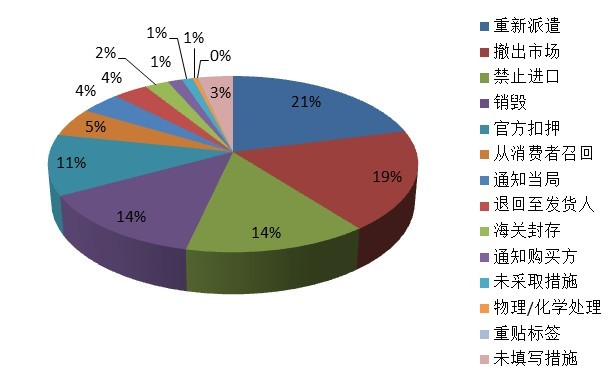 1%
1%
0%
2%
1%
3%
4%
4%
21%
5%
11%
19%
14%
14%
重新派遣
撤出市场
禁止进口
销毁
官方扣押
从消费者召回
通知当局
退回至发货人
海关封存
通知购买方
未采取措施
物理/化学处理
重贴标签
未填写措施